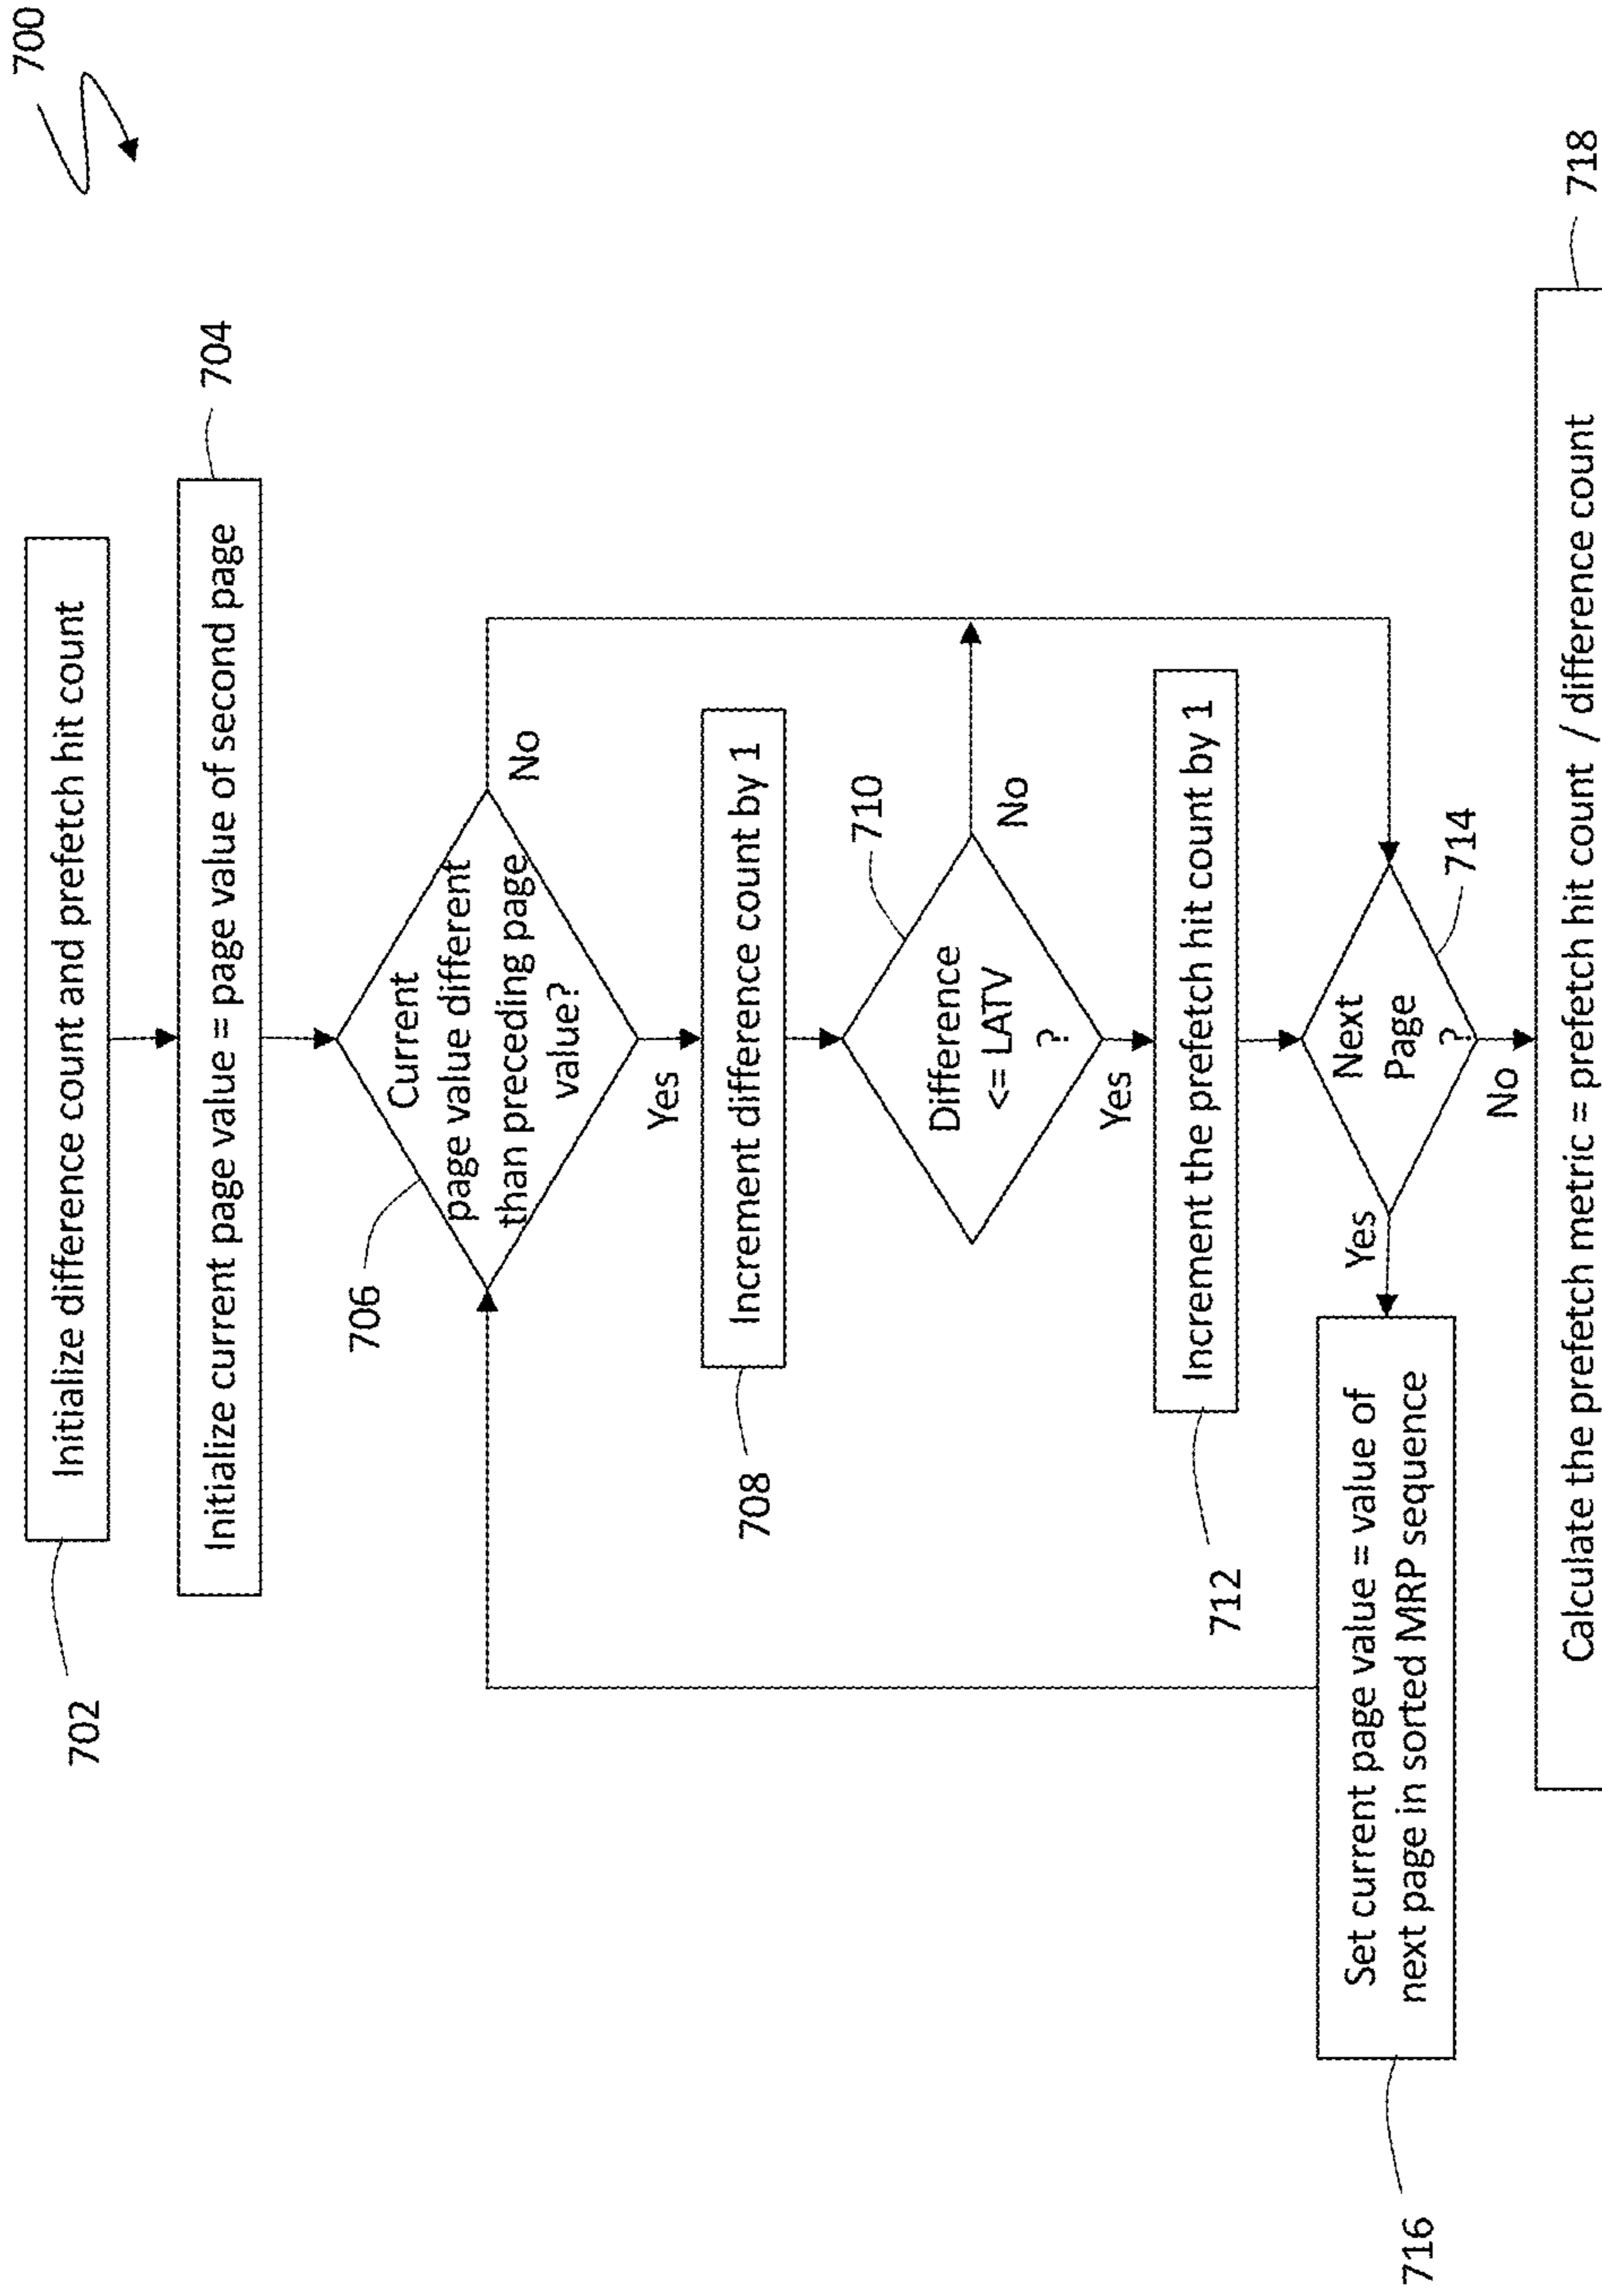 700
702
Initialize difference count and prefetch hit count
704
Initialize current page value = page value of second page
706
Current
page value different
than preceding page
value?
No
Yes
708
Increment difference count by 1
710
Difference
<= LATV
?
No
Yes
712
Increment the prefetch hit count by 1
714
Next
Page
?
Yes
No
716
Set current page value = value of
next page in sorted MRP sequence
718
Calculate the prefetch metric = prefetch hit count / difference count